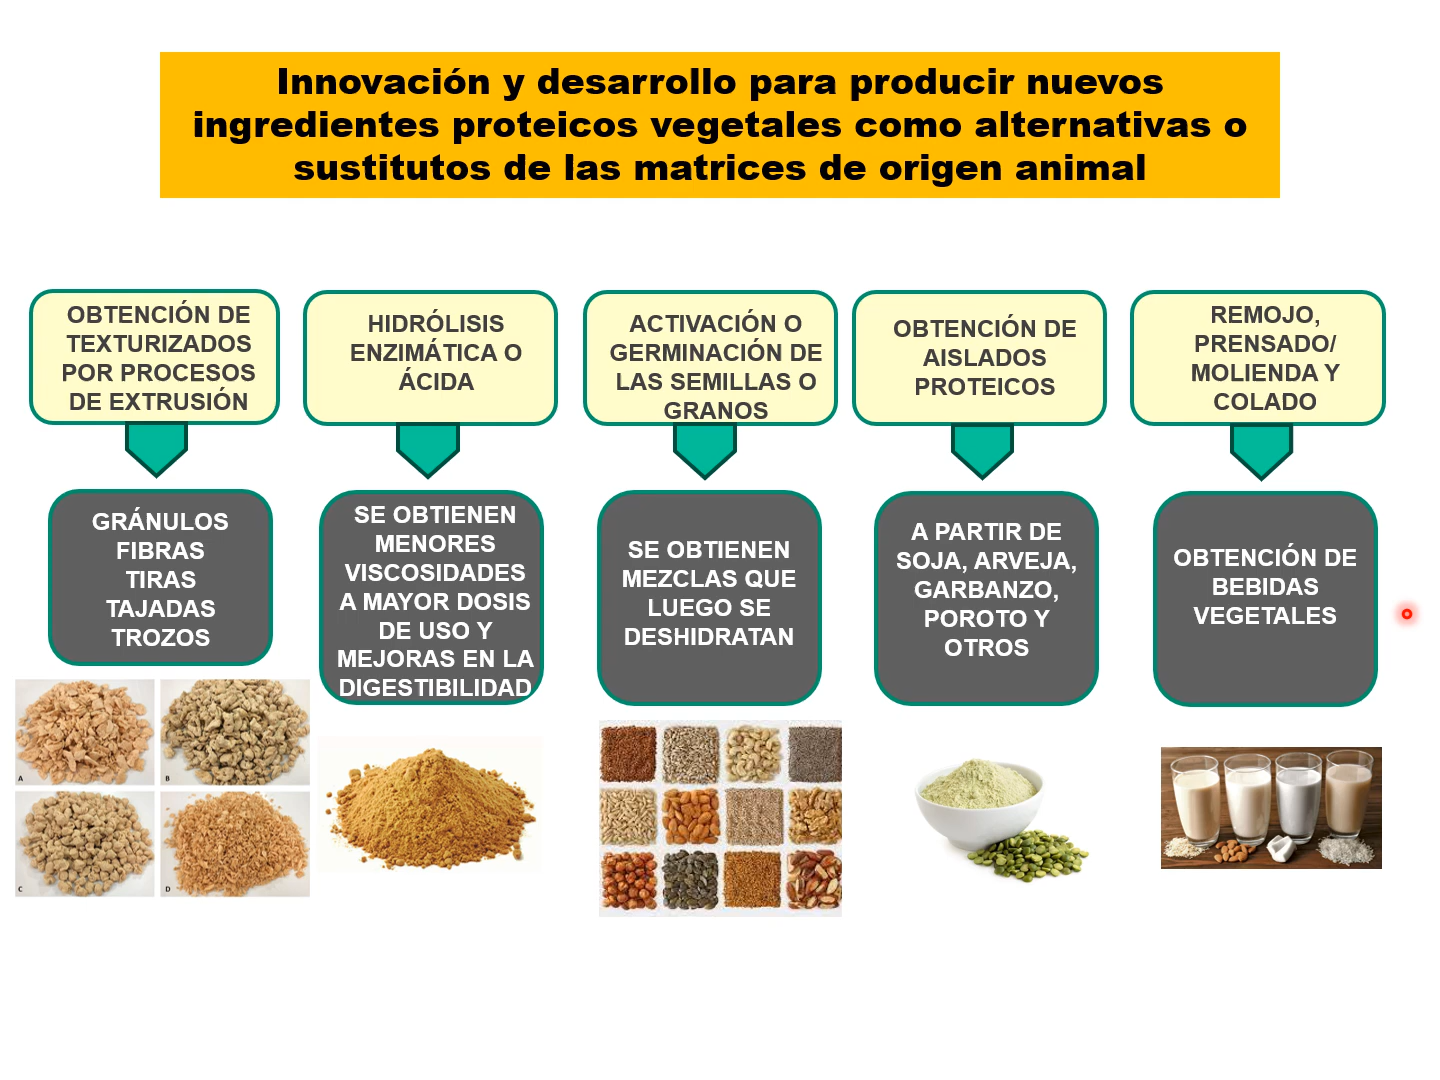 Innovación y desarrollo para producir nuevos
ingredientes proteicos vegetales como alternativas o
sustitutos de las matrices de origen animal
OBTENCIÓN DE
TEXTURIZADOS
POR PROCESOS
DE EXTRUSIÓN
GRÁNULOS
FIBRAS
TIRAS
TAJADAS
TROZOS
A
B
C
D
HIDRÓLISIS
ENZIMÁTICA O
ÁCIDA
SE OBTIENEN
MENORES
VISCOSIDADES
A MAYOR DOSIS
DE USO Y
MEJORAS EN LA
DIGESTIBILIDAD
ACTIVACIÓN O
GERMINACIÓN DE
LAS SEMILLAS O
GRANOS
SE OBTIENEN
MEZCLAS QUE
LUEGO SE
DESHIDRATAN
OBTENCIÓN DE
AISLADOS
PROTEICOS
A PARTIR DE
SOJA, ARVEJA,
GARBANZO,
POROTO Y
OTROS
REMOJO,
PRENSADO/
MOLIENDA Y
COLADO
OBTENCIÓN DE
BEBIDAS
VEGETALES